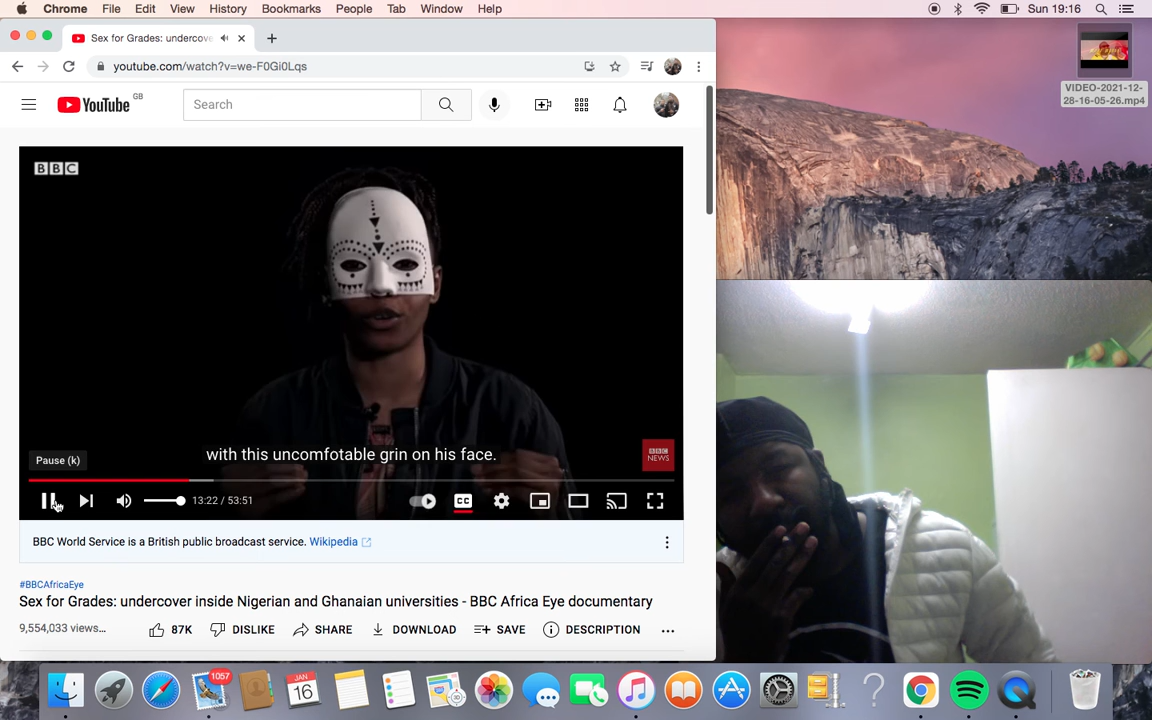 Chrome File Edit View History Bookmarks People Tab Window Help Sun 19:16
Sex for Grades: undercove
youtube.com/watch?v=we-F0Gi0Lqs
YouTube GB Search
VIDEO-2021-12-
28-16-05-26.mp4
BBC
with this uncomfotable grin on his face.
BBC
NEWS
Pause (k)
13:22 / 53:51 CC
BBC World Service is a British public broadcast service. Wikipedia
#BBCAfricaEye
Sex for Grades: undercover inside Nigerian and Ghanaian universities - BBC Africa Eye documentary
9,554,033 views... 87K DISLIKE SHARE DOWNLOAD SAVE DESCRIPTION ...
1057
JAN
16